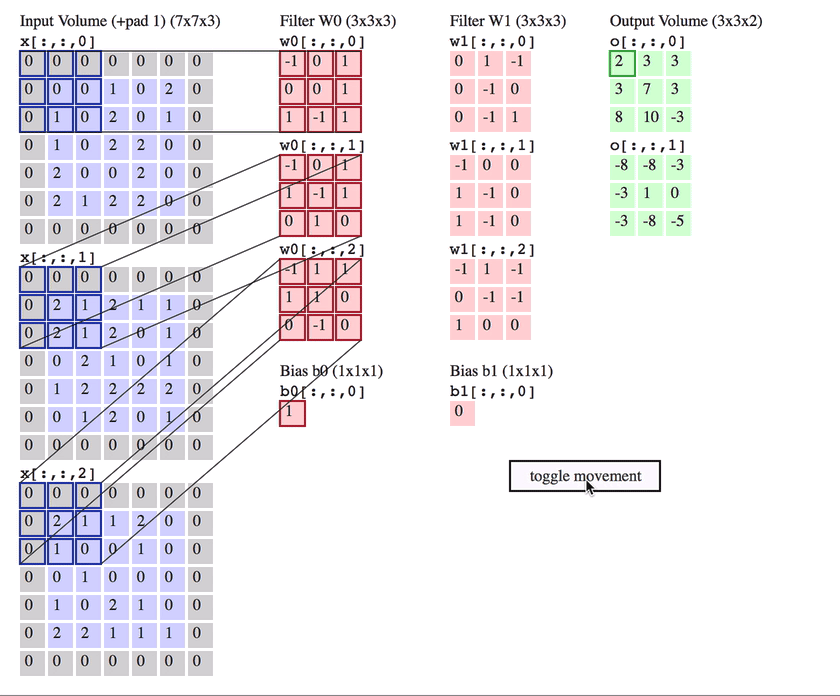 Input Volume (+pad 1) (7x7x3)
x[:,:,0]
0 0 0 0 0 0 0
0 0 0 1 0 2 0
0 1 0 2 0 1 0
0 1 0 2 2 0 0
0 2 0 0 2 0 0
0 2 1 2 2 0 0
0 0 0 0 0 0 0
x[:,:,1]
0 0 0 0 0 0 0
0 2 1 2 1 1 0
0 2 1 2 0 1 0
0 0 2 1 0 1 0
0 1 2 2 2 2 0
0 0 1 2 0 1 0
0 0 0 0 0 0 0
x[:,:,2]
0 0 0 0 0 0 0
0 2 1 1 2 0 0
0 1 0 0 1 0 0
0 0 1 0 0 0 0
0 1 0 2 1 0 0
0 2 2 1 1 1 0
0 0 0 0 0 0 0
Filter W0 (3x3x3)
w0[:,:,0]
-1 0 1
0 0 1
1 -1 1
w0[:,:,1]
-1 0 1
1 -1 1
0 1 0
w0[:,:,2]
-1 1 1
1 1 0
0 -1 0
Bias b0 (1x1x1)
b0[:,:,0]
1
Filter W1 (3x3x3)
w1[:,:,0]
0 1 -1
0 -1 0
0 -1 1
w1[:,:,1]
-1 0 0
1 -1 0
1 -1 0
w1[:,:,2]
-1 1 -1
0 -1 -1
1 0 0
Bias b1 (1x1x1)
b1[:,:,0]
0
Output Volume (3x3x2)
o[:,:,0]
2 3 3
3 7 3
8 10 -3
o[:,:,1]
-8 -8 -3
-3 1 0
-3 -8 -5
toggle movement